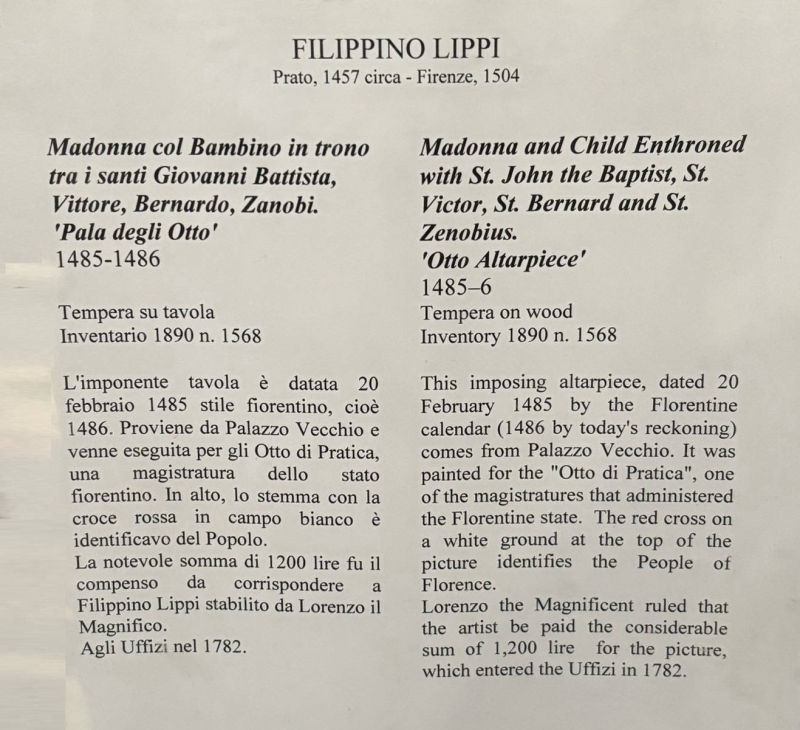 FILIPPINO LIPPI
Prato, 1457 circa - Firenze, 1504
Madonna col Bambino in trono
tra i santi Giovanni Battista,
Vittore, Bernardo, Zanobi.
'Pala degli Otto'
1485-1486
Tempera su tavola
Inventario 1890 n. 1568
L'imponente tavola è datata 20
febbraio 1485 stile fiorentino, cioè
1486. Proviene da Palazzo Vecchio e
venne eseguita per gli Otto di Pratica,
una magistratura dello stato
fiorentino. In alto, lo stemma con la
croce rossa in campo bianco è
identificavo del Popolo.
La notevole somma di 1200 lire fu il
compenso da corrispondere a
Filippino Lippi stabilito da Lorenzo il
Magnifico.
Agli Uffizi nel 1782.
Madonna and Child Enthroned
with St. John the Baptist, St.
Victor, St. Bernard and St.
Zenobius.
'Otto Altarpiece'
1485–6
Tempera on wood
Inventory 1890 n. 1568
This imposing altarpiece, dated 20
February 1485 by the Florentine
calendar (1486 by today's reckoning)
comes from Palazzo Vecchio. It was
painted for the "Otto di Pratica", one
of the magistratures that administered
the Florentine state. The red cross on
a white ground at the top of the
picture identifies the People of
Florence.
Lorenzo the Magnificent ruled that
the artist be paid the considerable
sum of 1,200 lire for the picture,
which entered the Uffizi in 1782.